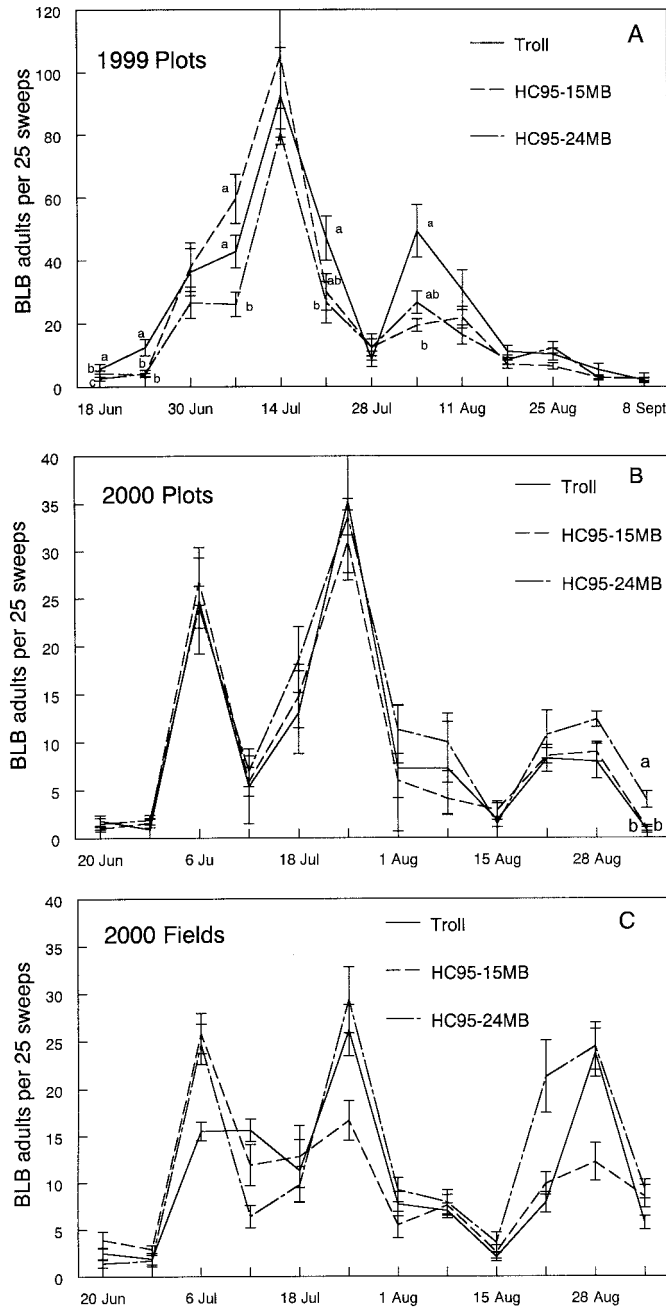 120
100
80
60
40
20
0
BLB adults per 25 sweeps
1999 Plots
A
Troll
HC95-15MB
HC95-24MB
a
b
c
a
b
b
a
a
b
a
ab
b
a
ab
b
18 Jun
30 Jun
14 Jul
28 Jul
11 Aug
25 Aug
8 Sept
40
35
30
25
20
15
10
5
0
BLB adults per 25 sweeps
2000 Plots
B
Troll
HC95-15MB
HC95-24MB
a
b
b
20 Jun
6 Ju
18 Jul
1 Aug
15 Aug
28 Aug
40
35
30
25
20
15
10
5
0
BLB adults per 25 sweeps
2000 Fields
C
Troll
HC95-15MB
HC95-24MB
20 Jun
6 Jul
18 Jul
1 Aug
15 Aug
28 Aug